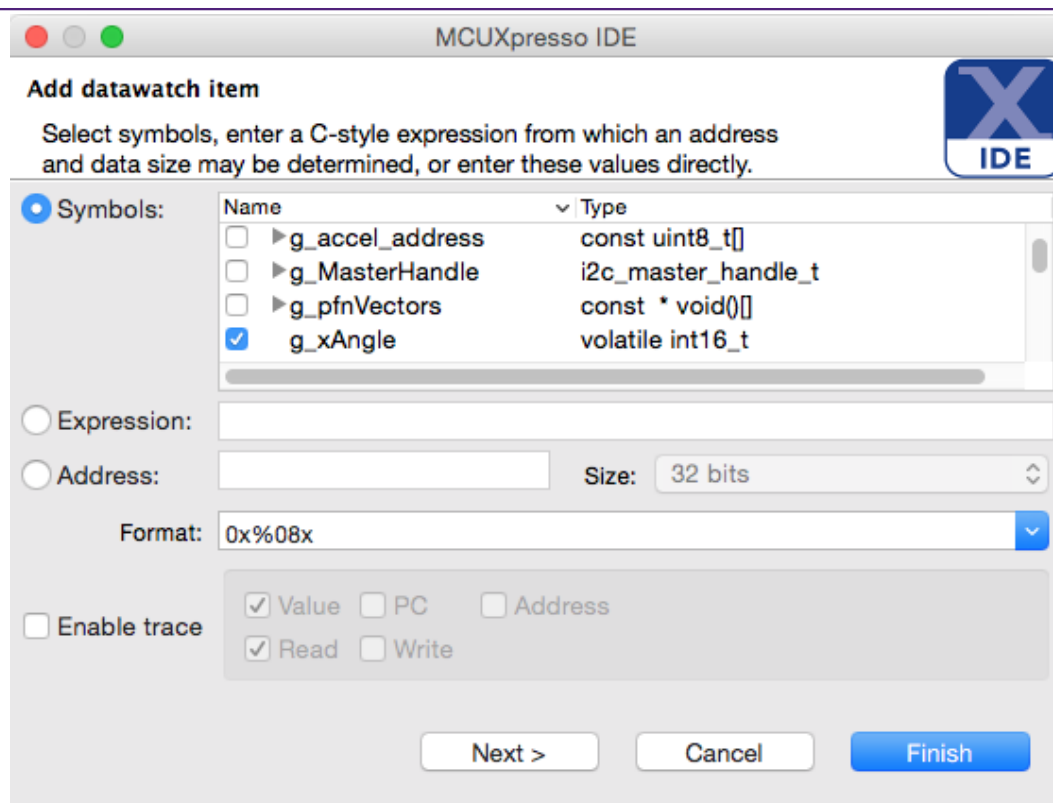 MCUXpresso IDE
Add datawatch item
Select symbols, enter a C-style expression from which an address
and data size may be determined, or enter these values directly.
X
IDE
Symbols:
Name Type
g_accel_address const uint8_t[]
g_MasterHandle i2c_master_handle_t
g_pfnVectors const * void()[]
g_xAngle volatile int16_t
Expression:
Address: Size: 32 bits
Format: 0x%08x
Enable trace
Value PC Address
Read Write
Next > Cancel Finish